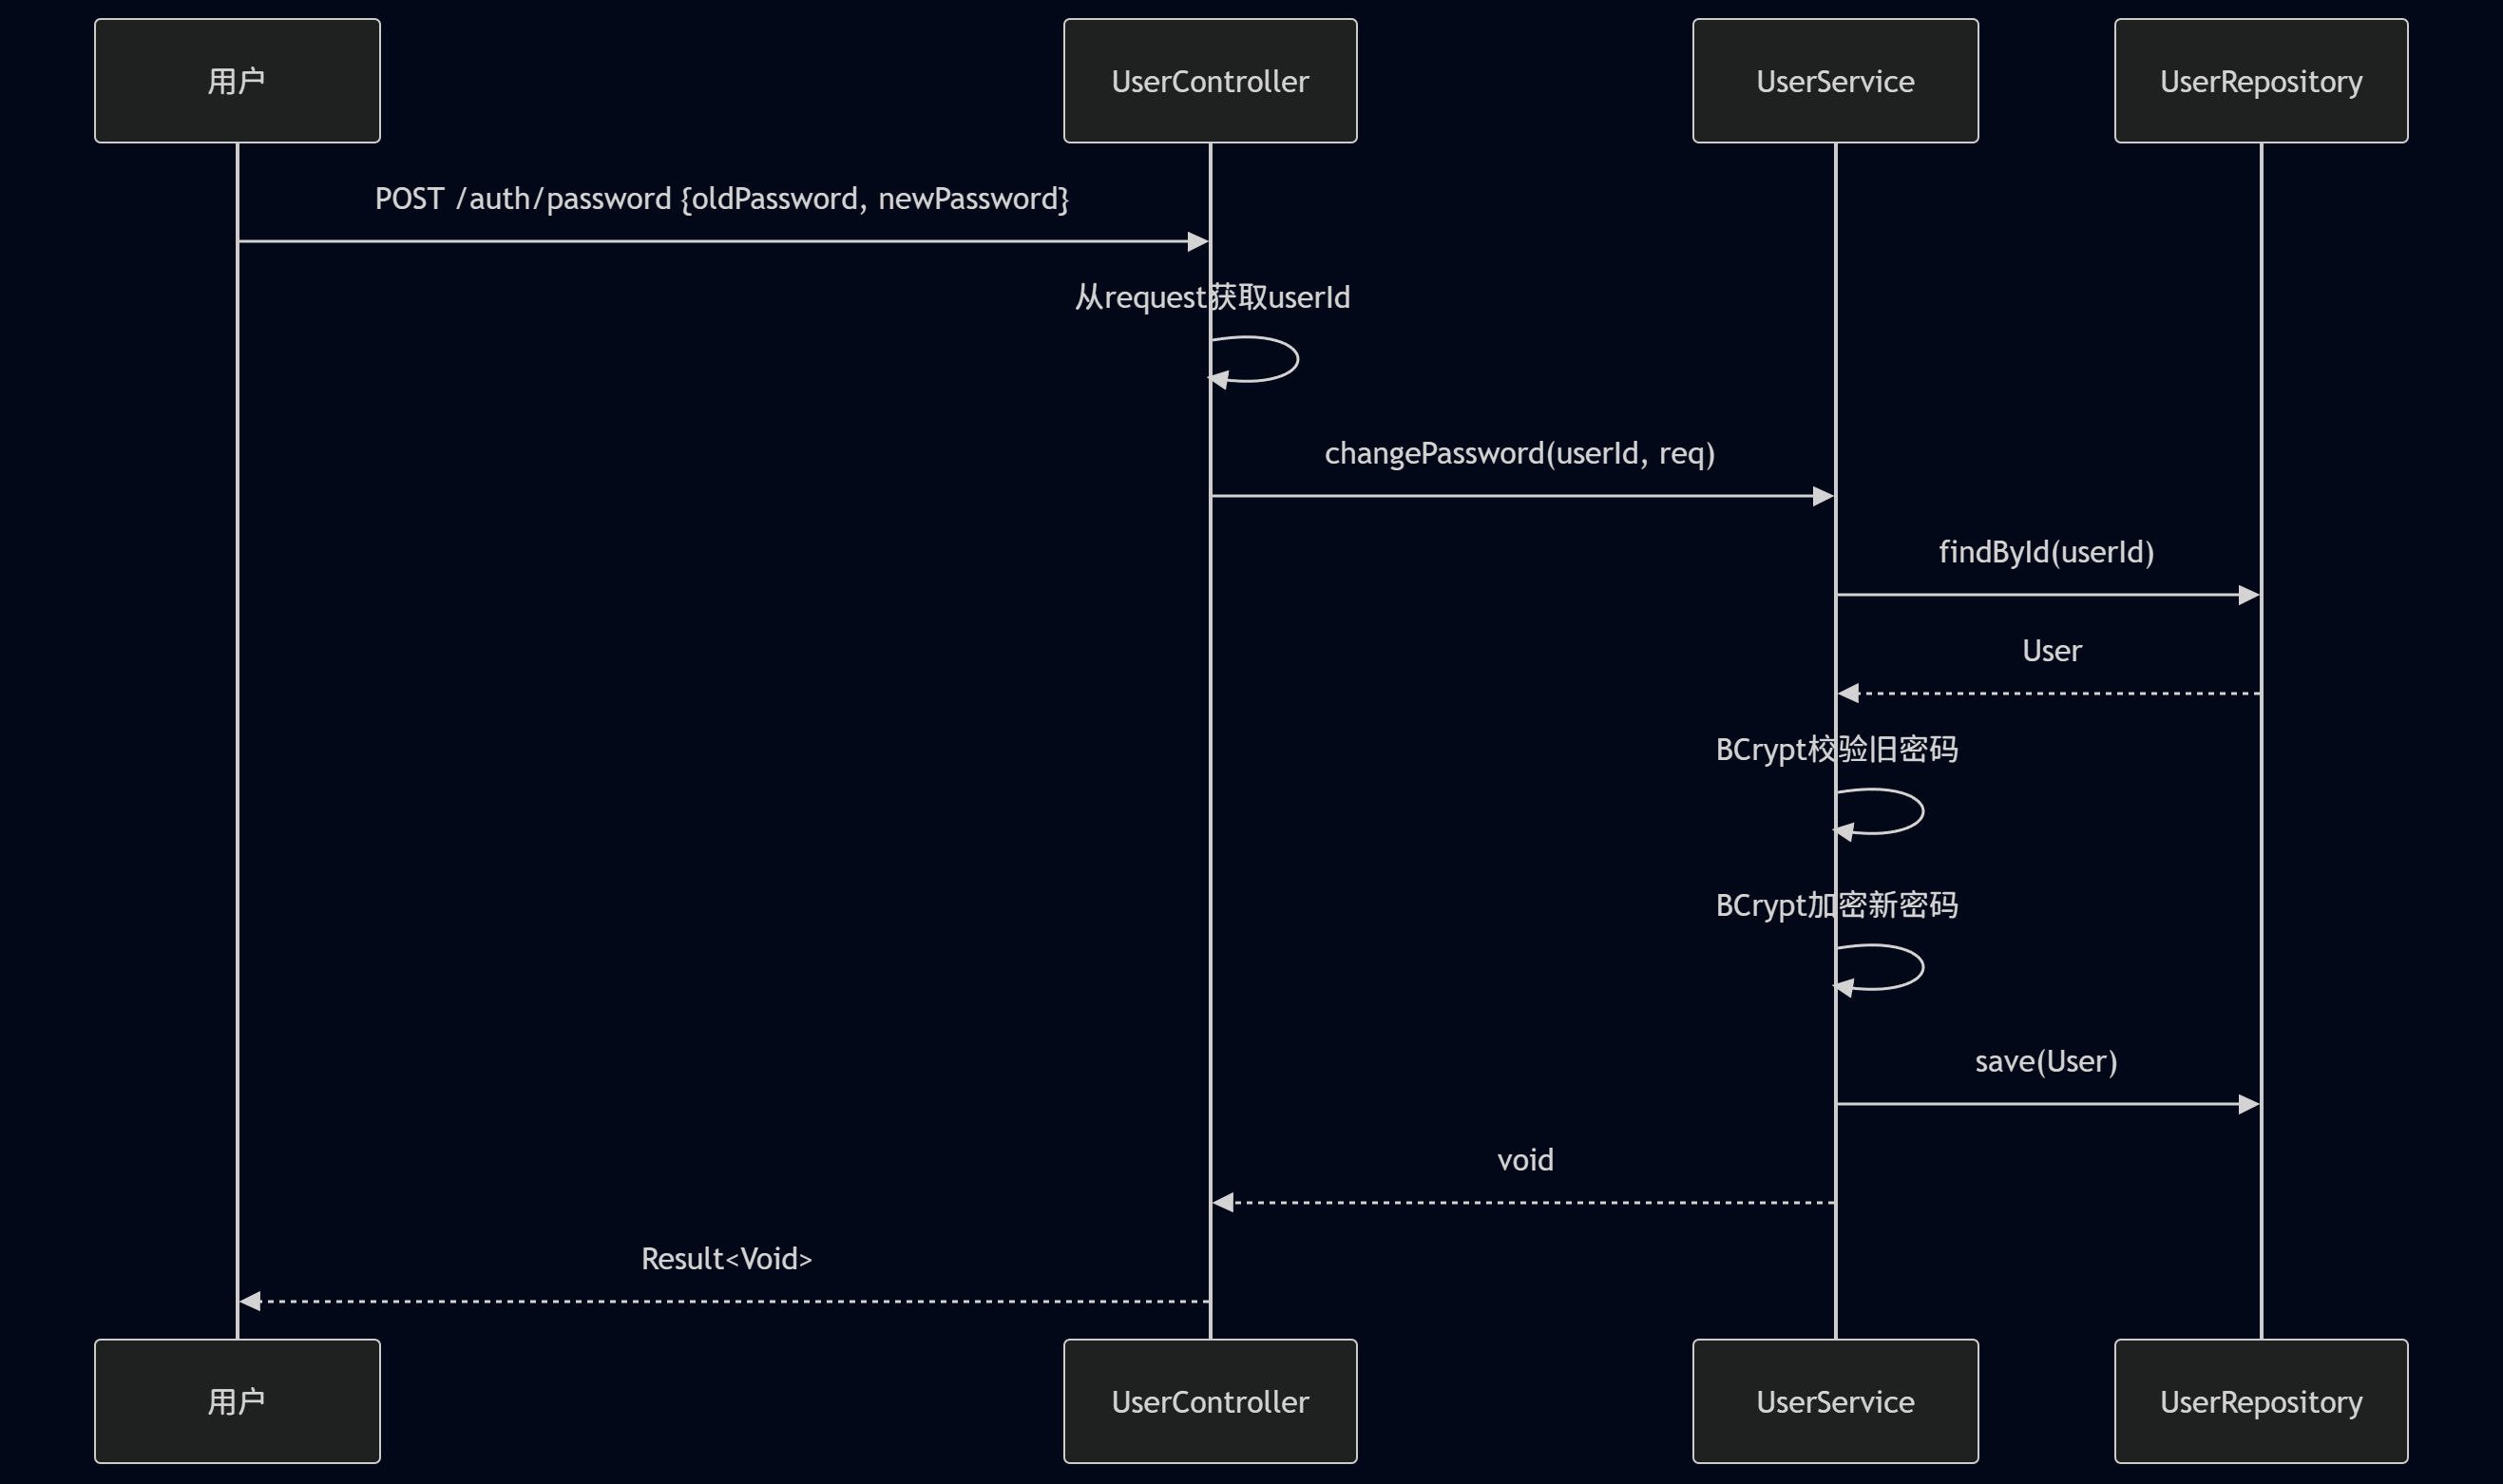 用户
UserController
UserService
UserRepository
POST /auth/password {oldPassword, newPassword}
从request获取userId
changePassword(userId, req)
findById(userId)
User
BCrypt校验旧密码
BCrypt加密新密码
save(User)
void
Result<Void>
用户
UserController
UserService
UserRepository